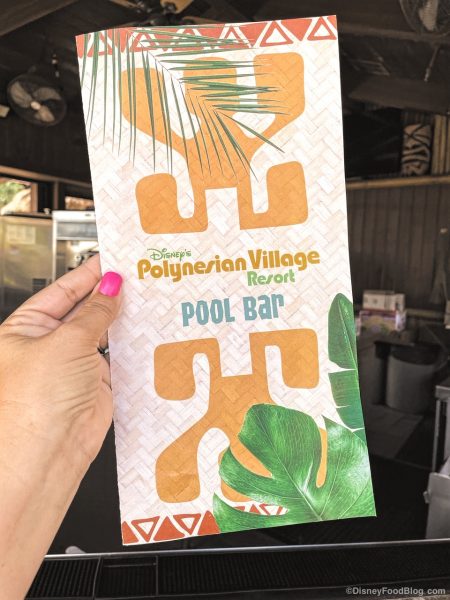 Disney's
Polynesian Village
Resort
POOL BAR
©DisneyFoodBlog.com